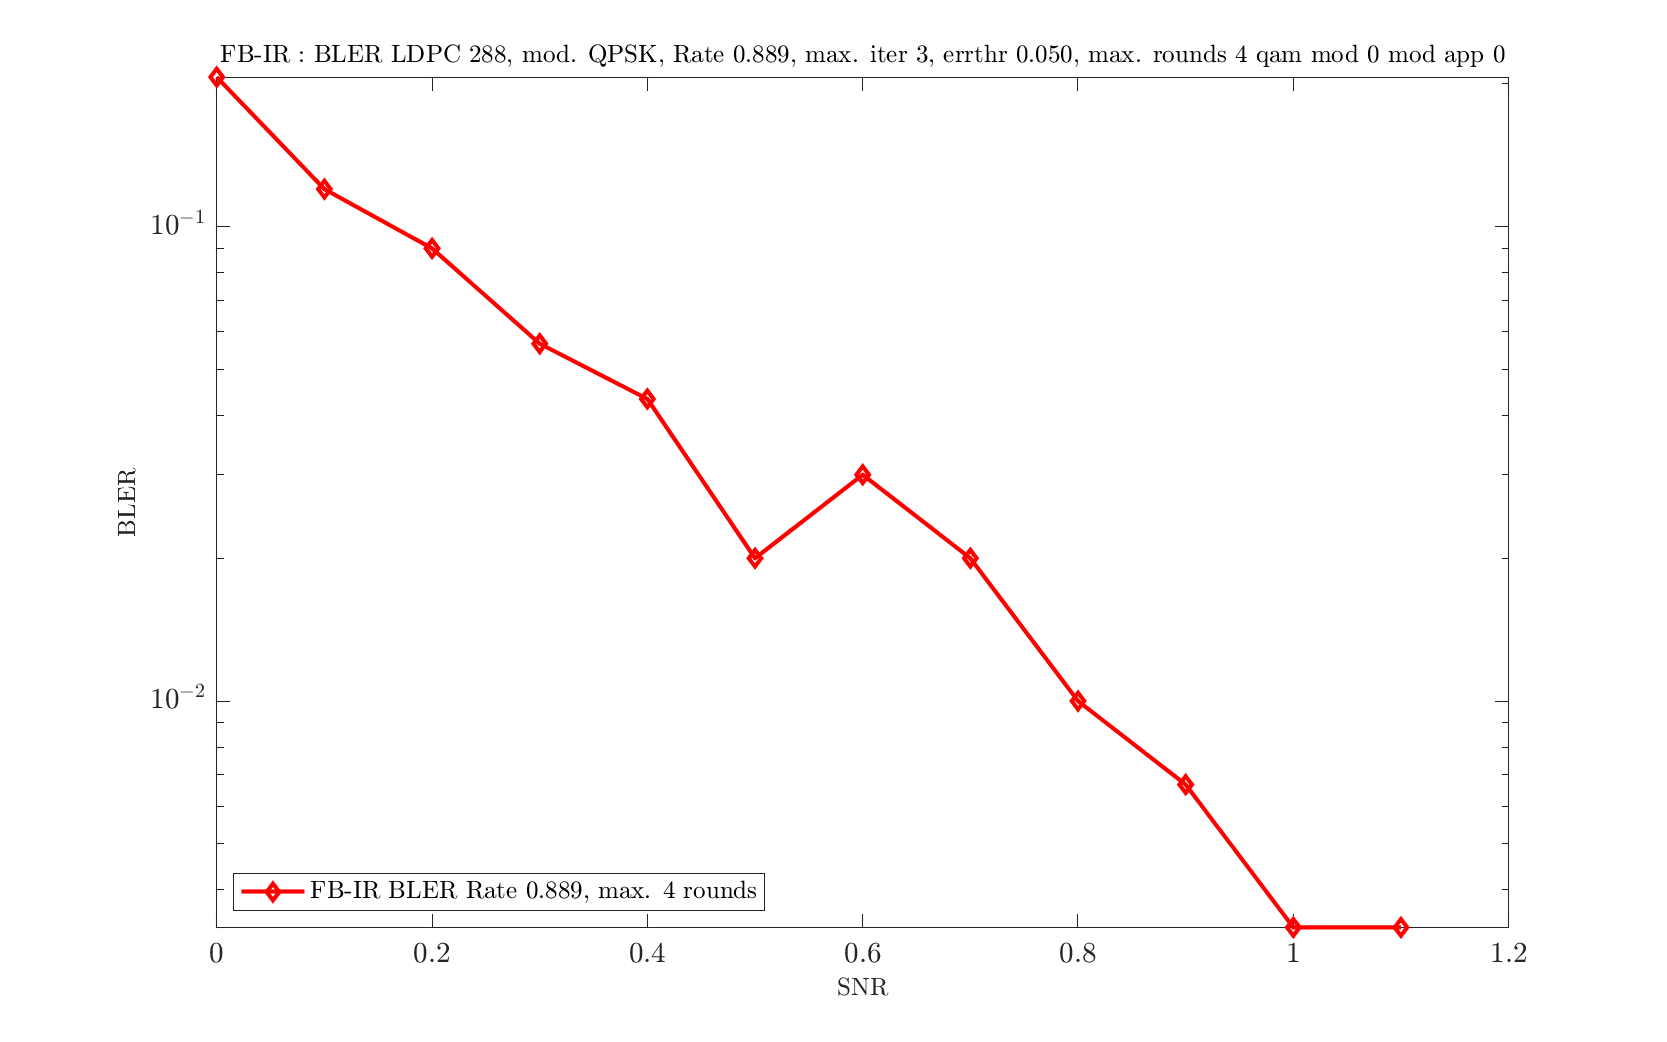 FB-IR : BLER LDPC 288, mod. QPSK, Rate 0.889, max. iter 3, errthr 0.050, max. rounds 4 qam mod 0 mod app 0
10⁻¹
BLER
10⁻²
FB-IR BLER Rate 0.889, max. 4 rounds
0 0.2 0.4 0.6 0.8 1 1.2
SNR